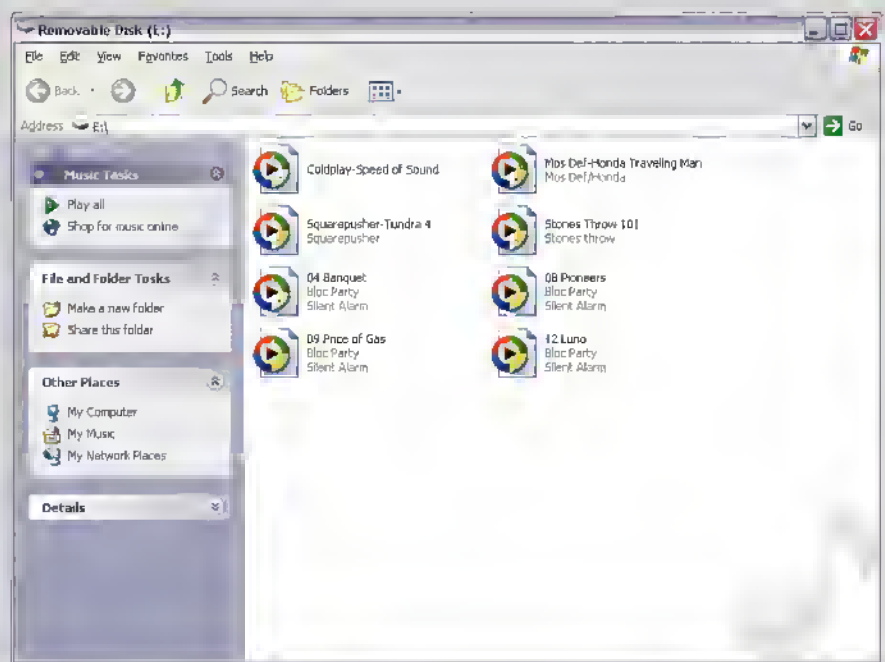 Removable Disk (E:)
File Edit View Favorites Tools Help
Back Search Folders
Address E:\ Go
Music Tasks
Play all
Shop for music online
File and Folder Tasks
Make a new folder
Share this folder
Other Places
My Computer
My Music
My Network Places
Details
Coldplay-Speed of Sound
Mos Def-Honda Traveling Man
Mos Def/Honda
Squarepusher-Tundra 4
Squarepusher
Stones Throw 101
Stones throw
04 Banquet
Bloc Party
Silent Alarm
08 Pioneers
Bloc Party
Silent Alarm
09 Price of Gas
Bloc Party
Silent Alarm
12 Luno
Bloc Party
Silent Alarm